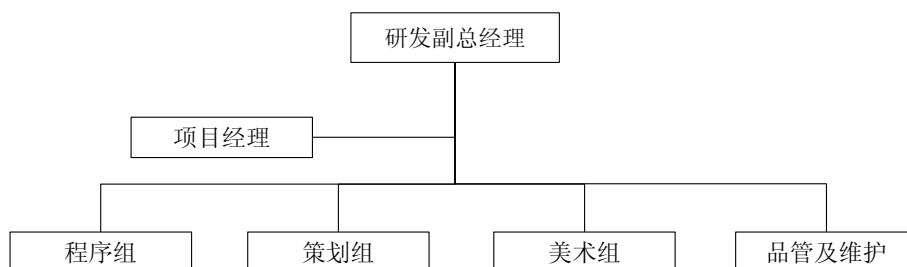 研发副总经理
项目经理
程序组
策划组
美术组
品管及维护